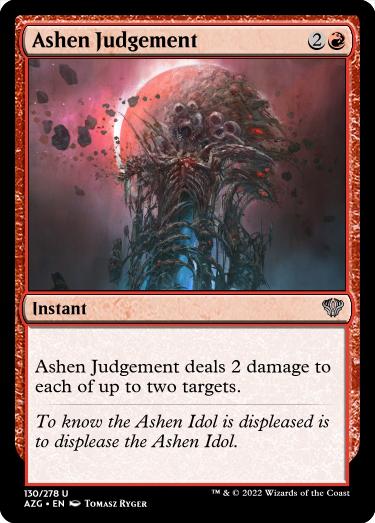 Ashen Judgement 2
Instant
Ashen Judgement deals 2 damage to
each of up to two targets.
To know the Ashen Idol is displeased is
to displease the Ashen Idol.
130/278 U
AZG • EN Tomasz Ryger
™ & © 2022 Wizards of the Coast